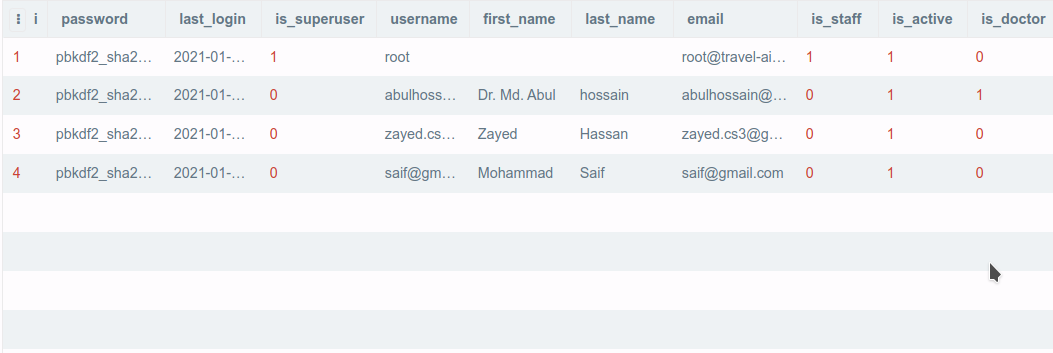 i password last_login is_superuser username first_name last_name email is_staff is_active is_doctor
1 pbkdf2_sha2… 2021-01-… 1 root root@travel-ai… 1 1 0
2 pbkdf2_sha2… 2021-01-… 0 abulhoss… Dr. Md. Abul hossain abulhossain@… 0 1 1
3 pbkdf2_sha2… 2021-01-… 0 zayed.cs… Zayed Hassan zayed.cs3@g… 0 1 0
4 pbkdf2_sha2… 2021-01-… 0 saif@gm… Mohammad Saif saif@gmail.com 0 1 0